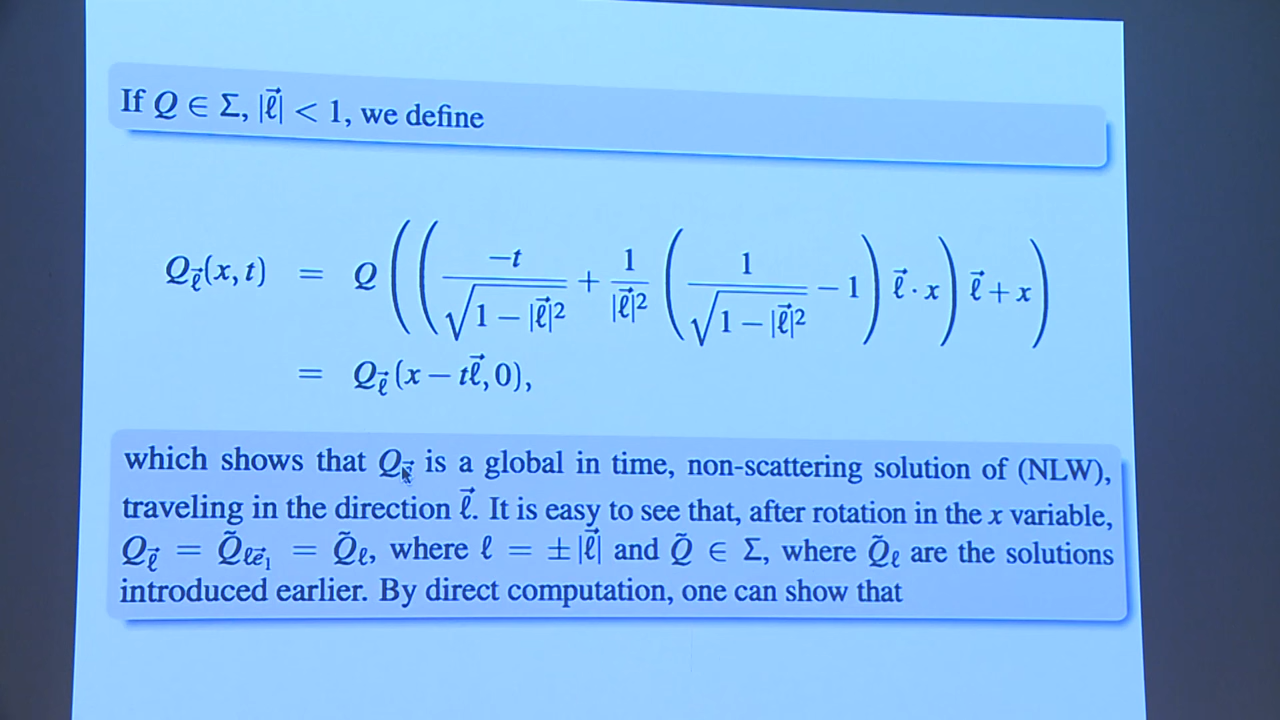 If Q ∈ Σ, |ℓ⃗| < 1, we define
Q_ℓ⃗(x, t) = Q((−t/√(1 − |ℓ⃗|²) + 1/|ℓ⃗|² (1/√(1 − |ℓ⃗|²) − 1) ℓ⃗ · x) ℓ⃗ + x)
= Q_ℓ⃗(x − tℓ⃗, 0),
which shows that Q_ℓ⃗ is a global in time, non-scattering solution of (NLW),
traveling in the direction ℓ⃗. It is easy to see that, after rotation in the x variable,
Q_ℓ⃗ = Q̃_ℓe⃗₁ = Q̃_ℓ, where ℓ = ±|ℓ⃗| and Q̃ ∈ Σ, where Q̃_ℓ are the solutions
introduced earlier. By direct computation, one can show that